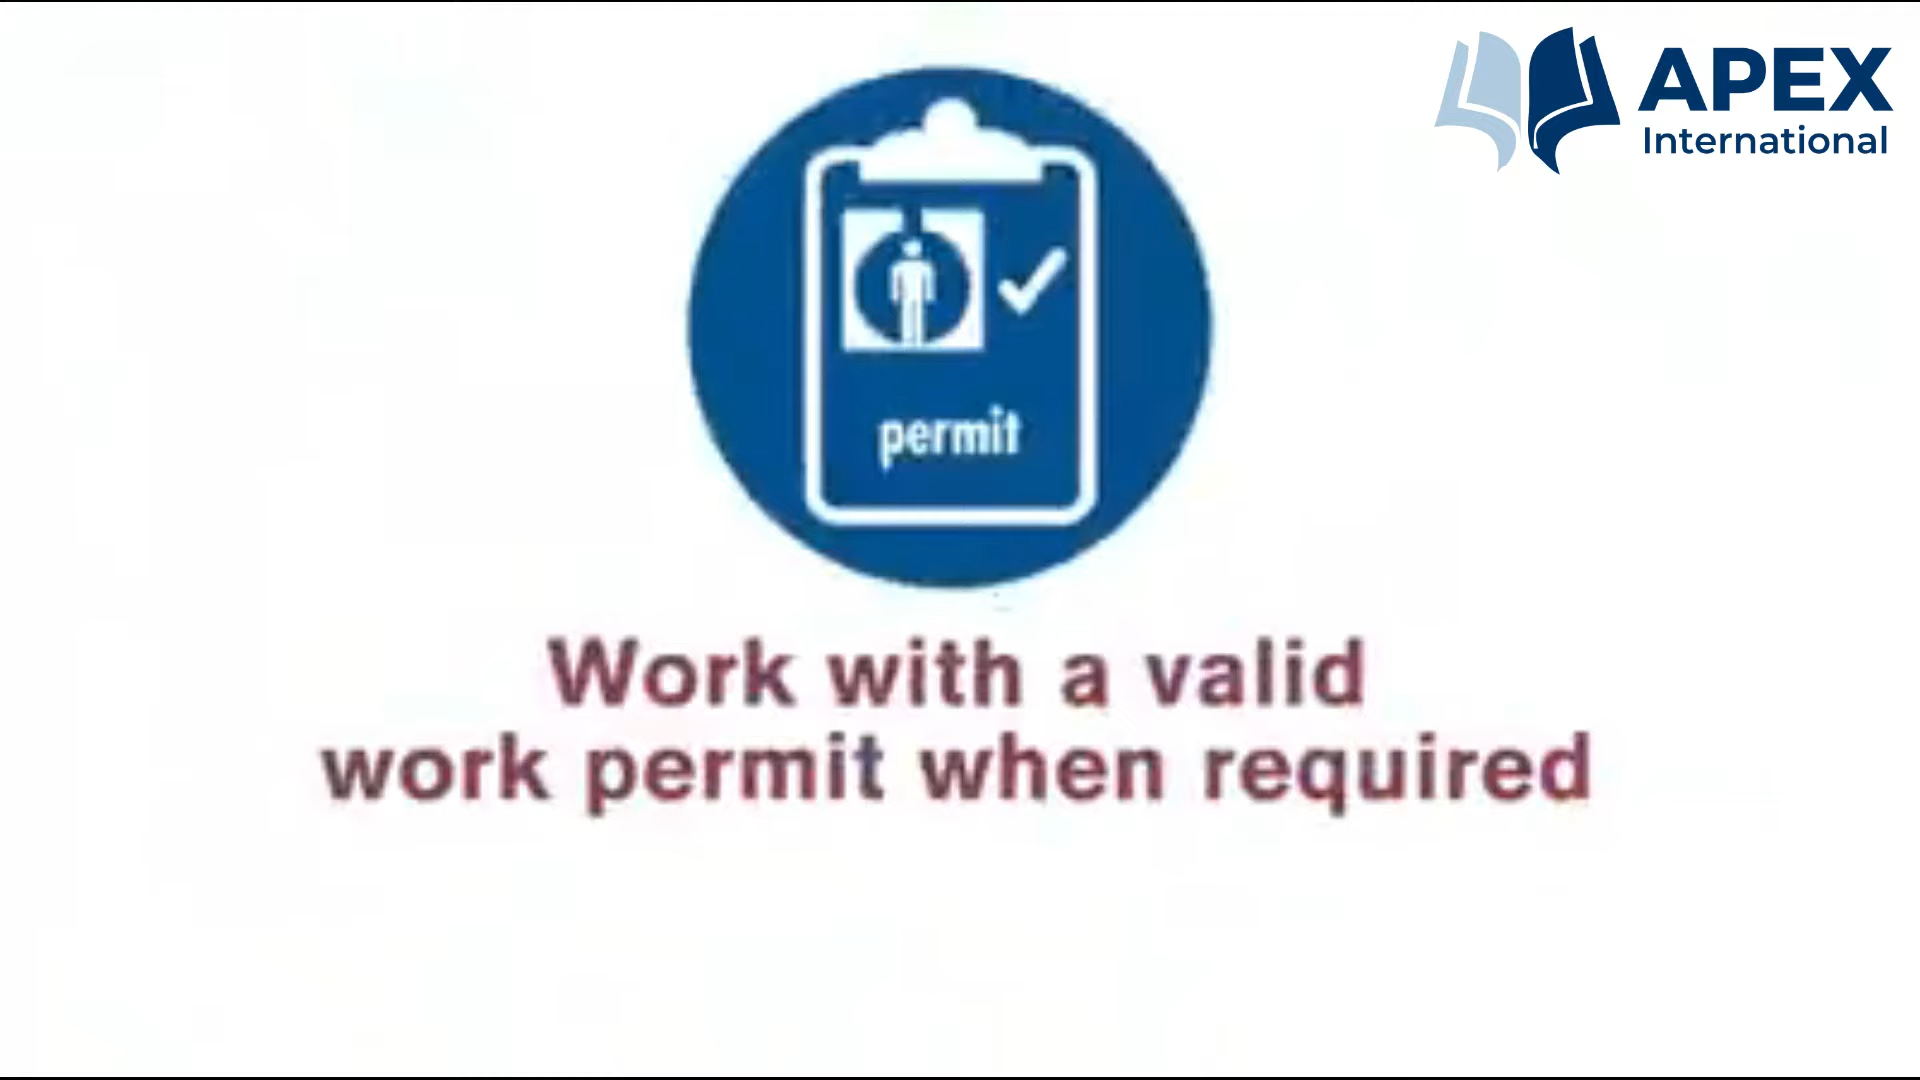 APEX
International
permit
Work with a valid
work permit when required